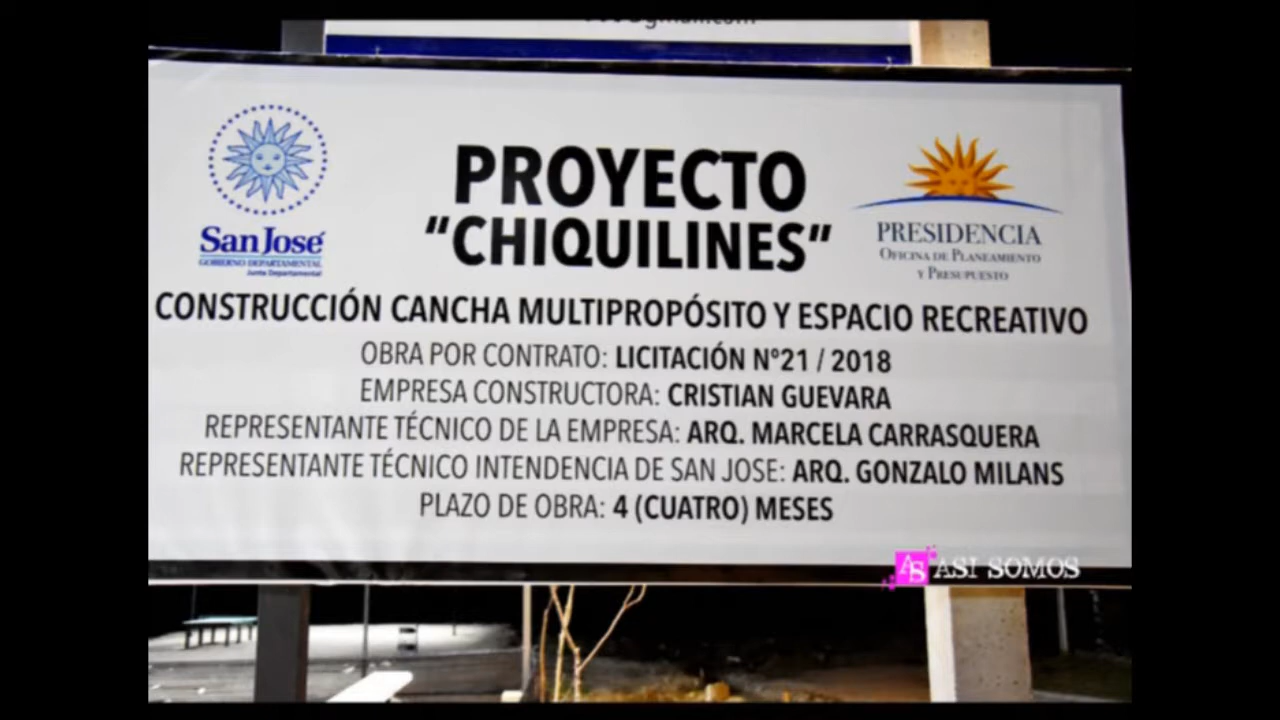 San José
GOBIERNO DEPARTAMENTAL
Junta Departamental
PROYECTO
“CHIQUILINES”
PRESIDENCIA
OFICINA DE PLANEAMIENTO
Y PRESUPUESTO
CONSTRUCCIÓN CANCHA MULTIPROPÓSITO Y ESPACIO RECREATIVO
OBRA POR CONTRATO: LICITACIÓN Nº21 / 2018
EMPRESA CONSTRUCTORA: CRISTIAN GUEVARA
REPRESENTANTE TÉCNICO DE LA EMPRESA: ARQ. MARCELA CARRASQUERA
REPRESENTANTE TÉCNICO INTENDENCIA DE SAN JOSE: ARQ. GONZALO MILANS
PLAZO DE OBRA: 4 (CUATRO) MESES
AS ASI SOMOS